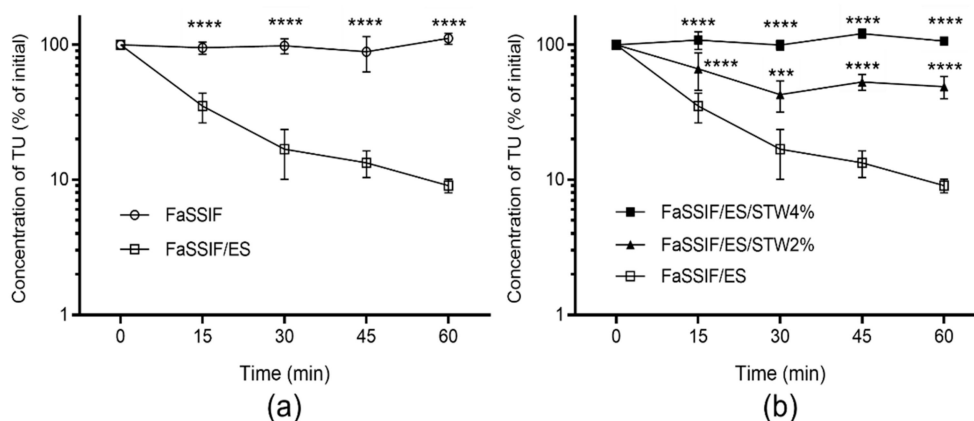 **** **** **** ****
Concentration of TU (% of initial)
100
10
1
FaSSIF
FaSSIF/ES
0 15 30 45 60
Time (min)
(a)
**** **** **** ****
**** *** **** ****
Concentration of TU (% of initial)
100
10
1
FaSSIF/ES/STW4%
FaSSIF/ES/STW2%
FaSSIF/ES
0 15 30 45 60
Time (min)
(b)